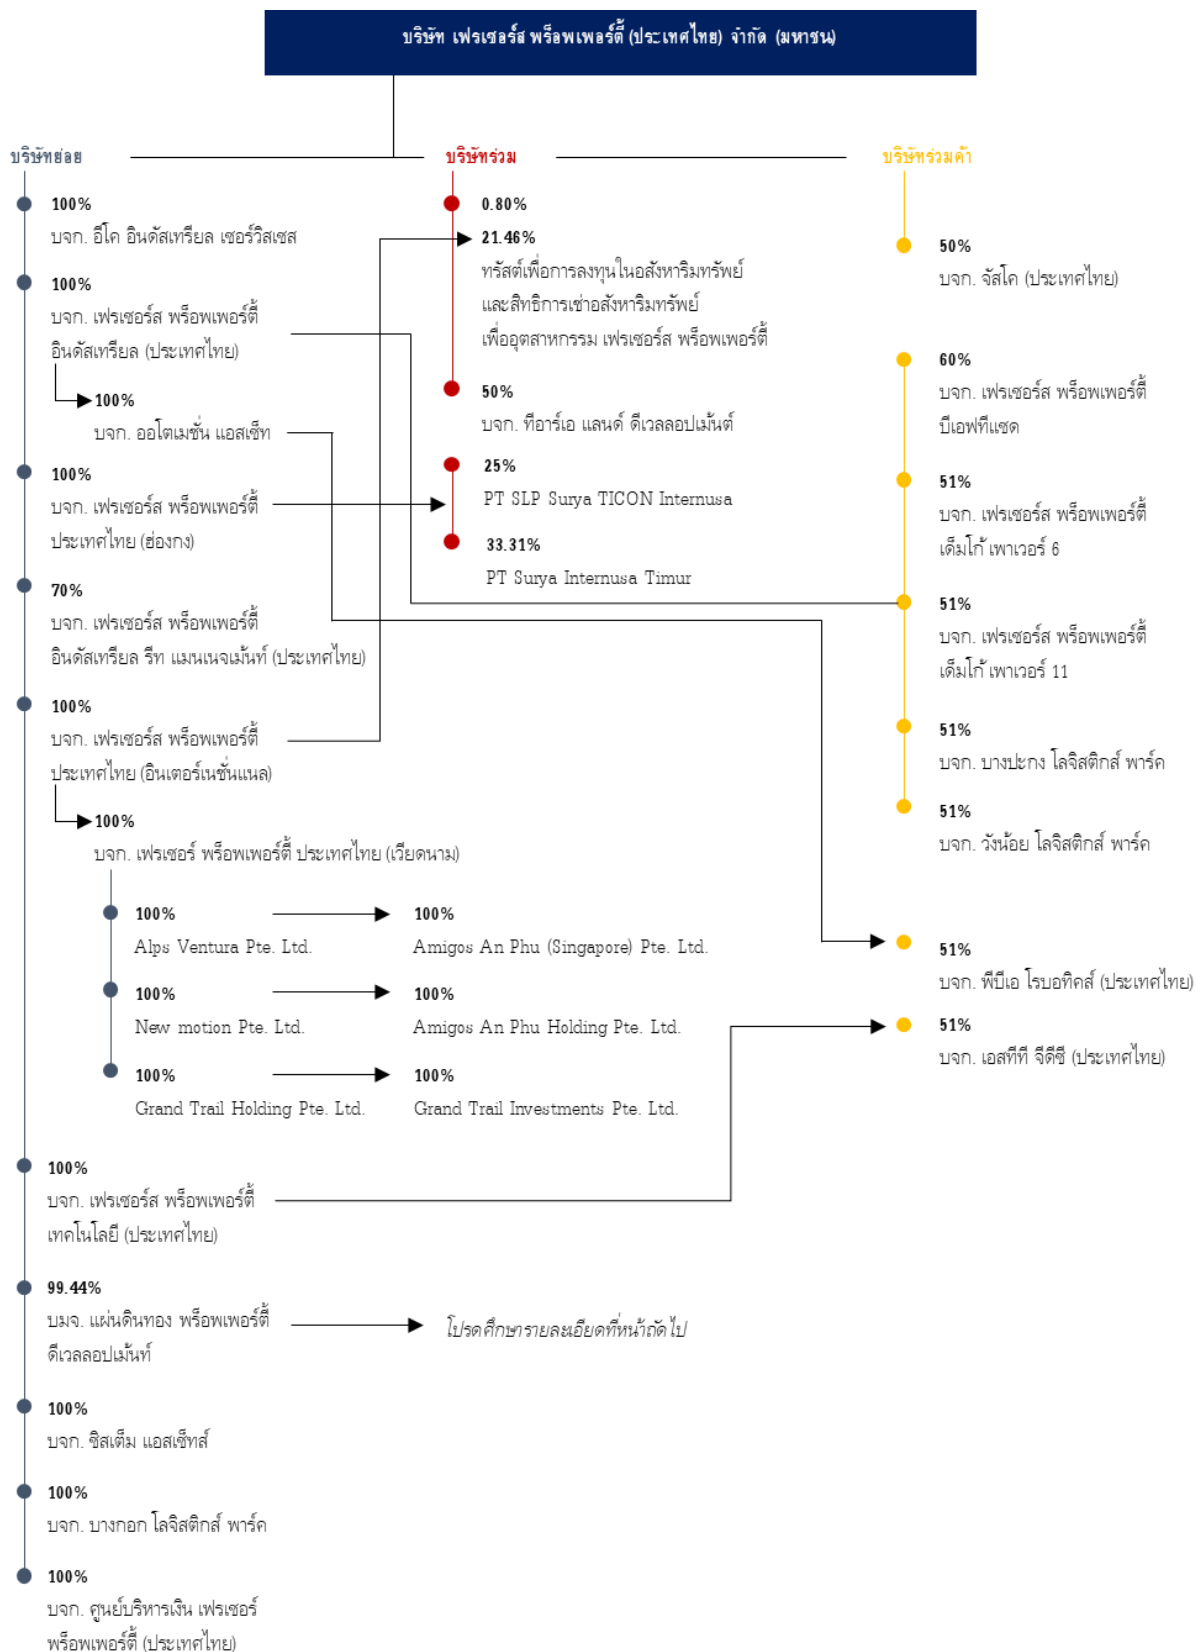 บริษัท เฟรเซอร์ส พร็อพเพอร์ตี้ (ประเทศไทย) จำกัด (มหาชน)
บริษัทย่อย
100%
บจก. อีโค อินดัสเทรียล เซอร์วิสเซส
100%
บจก. เฟรเซอร์ส พร็อพเพอร์ตี้
อินดัสเทรียล (ประเทศไทย)
100%
บจก. ออโตเมชั่น แอสเซ็ท
100%
บจก. เฟรเซอร์ส พร็อพเพอร์ตี้
ประเทศไทย (ฮ่องกง)
70%
บจก. เฟรเซอร์ส พร็อพเพอร์ตี้
อินดัสเทรียล รีท แมนเนจเม้นท์ (ประเทศไทย)
100%
บจก. เฟรเซอร์ส พร็อพเพอร์ตี้
ประเทศไทย (อินเตอร์เนชั่นแนล)
100%
บจก. เฟรเซอร์ พร็อพเพอร์ตี้ ประเทศไทย (เวียดนาม)
100%
Alps Ventura Pte. Ltd.
100%
Amigos An Phu (Singapore) Pte. Ltd.
100%
New motion Pte. Ltd.
100%
Amigos An Phu Holding Pte. Ltd.
100%
Grand Trail Holding Pte. Ltd.
100%
Grand Trail Investments Pte. Ltd.
100%
บจก. เฟรเซอร์ส พร็อพเพอร์ตี้
เทคโนโลยี (ประเทศไทย)
99.44%
บมจ. แผ่นดินทอง พร็อพเพอร์ตี้
ดีเวลลอปเม้นท์
โปรดศึกษารายละเอียดที่หน้าถัดไป
100%
บจก. ซิสเต็ม แอสเซ็ทส์
100%
บจก. บางกอก โลจิสติกส์ พาร์ค
100%
บจก. ศูนย์บริหารเงิน เฟรเซอร์
พร็อพเพอร์ตี้ (ประเทศไทย)
บริษัทร่วม
0.80%
21.46%
ทรัสต์เพื่อการลงทุนในอสังหาริมทรัพย์
และสิทธิการเช่าอสังหาริมทรัพย์
เพื่ออุตสาหกรรม เฟรเซอร์ส พร็อพเพอร์ตี้
50%
บจก. ทีอาร์เอ แลนด์ ดีเวลลอปเม้นต์
25%
PT SLP Surya TICON Internusa
33.31%
PT Surya Internusa Timur
บริษัทร่วมค้า
50%
บจก. จัสโค (ประเทศไทย)
60%
บจก. เฟรเซอร์ส พร็อพเพอร์ตี้
บีเอฟทีแซด
51%
บจก. เฟรเซอร์ส พร็อพเพอร์ตี้
เด็มโก้ เพาเวอร์ 6
51%
บจก. เฟรเซอร์ส พร็อพเพอร์ตี้
เด็มโก้ เพาเวอร์ 11
51%
บจก. บางปะกง โลจิสติกส์ พาร์ค
51%
บจก. วังน้อย โลจิสติกส์ พาร์ค
51%
บจก. พีบีเอ โรบอทิคส์ (ประเทศไทย)
51%
บจก. เอสทีที จีดีซี (ประเทศไทย)